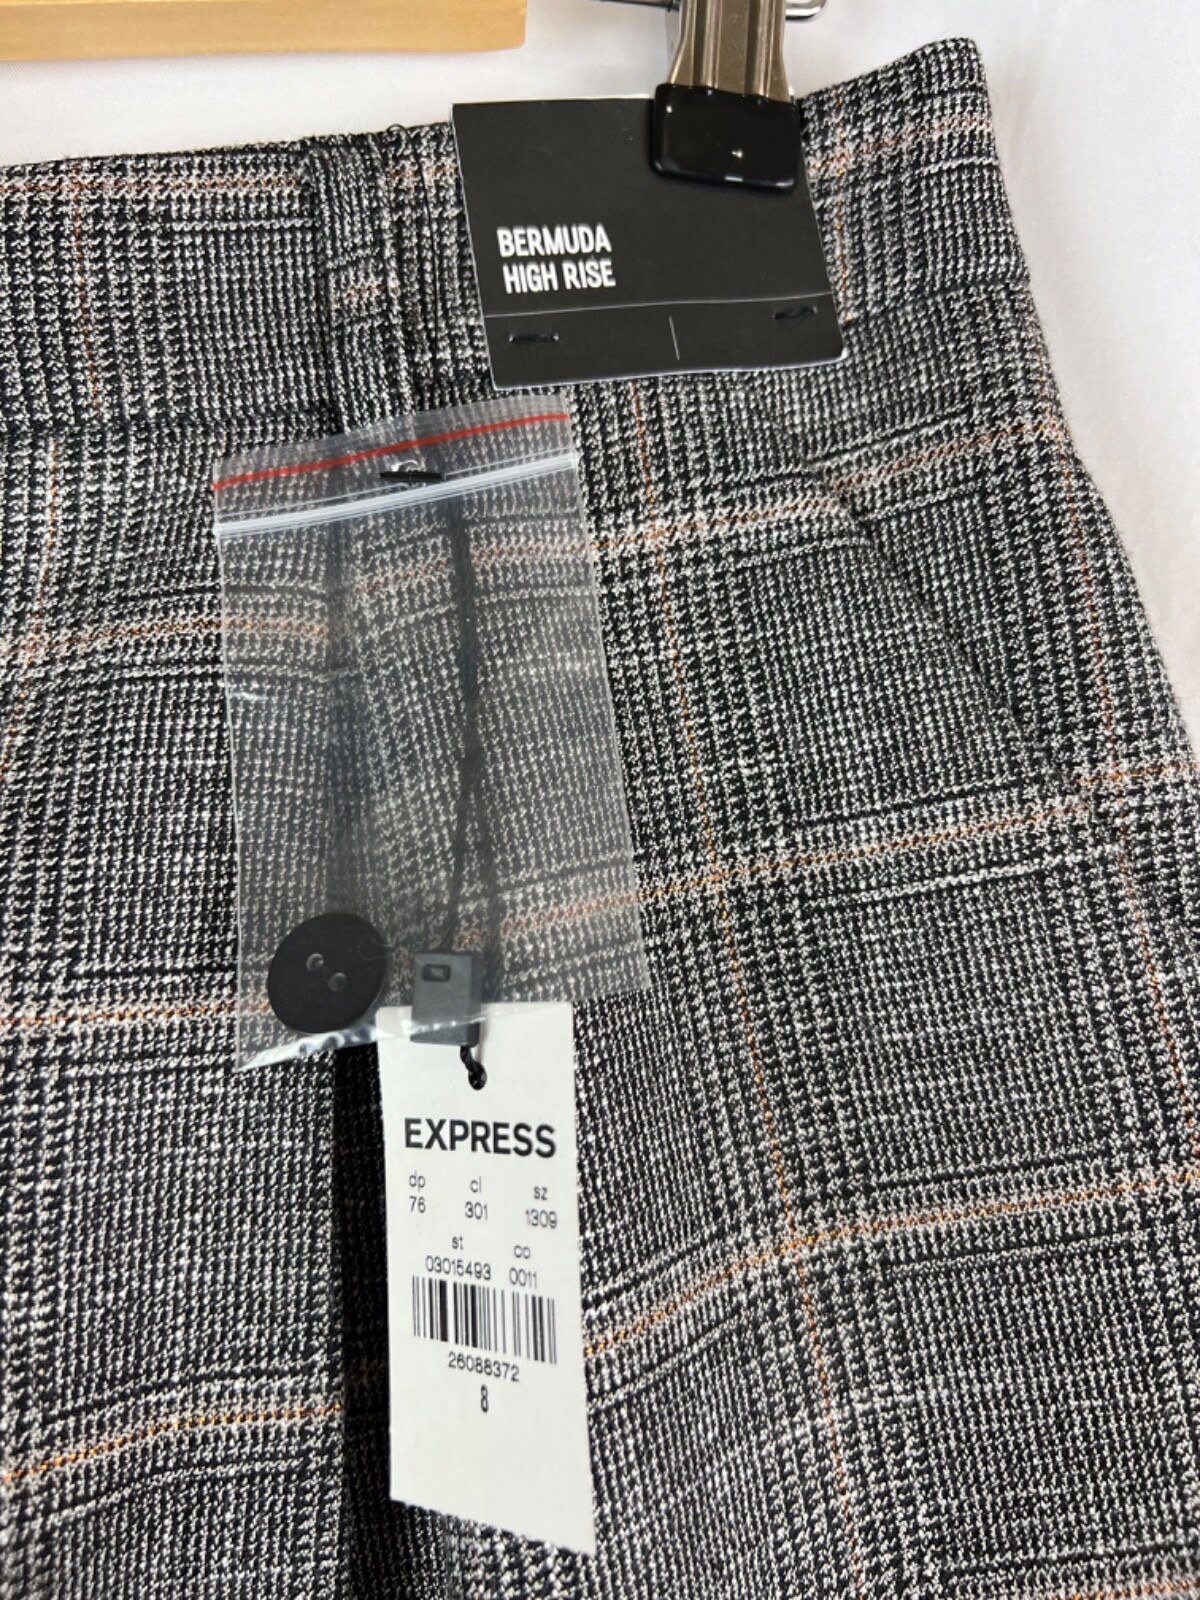 BERMUDA
HIGH RISE
EXPRESS
dp cl sz
76 301 1309
st co
03015493 0011
26088372
8